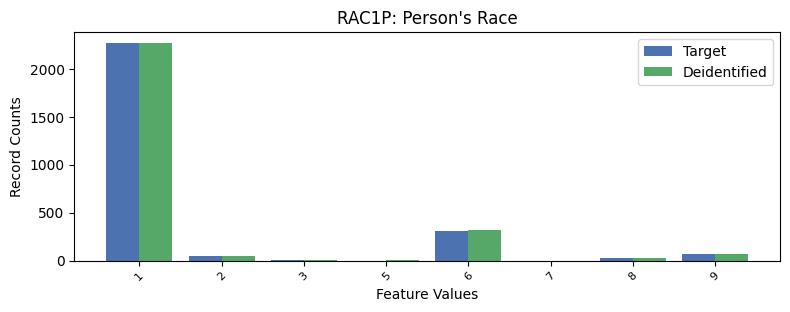 RAC1P: Person's Race
Target
Deidentified
Record Counts
2000
1500
1000
500
0
1 2 3 5 6 7 8 9
Feature Values